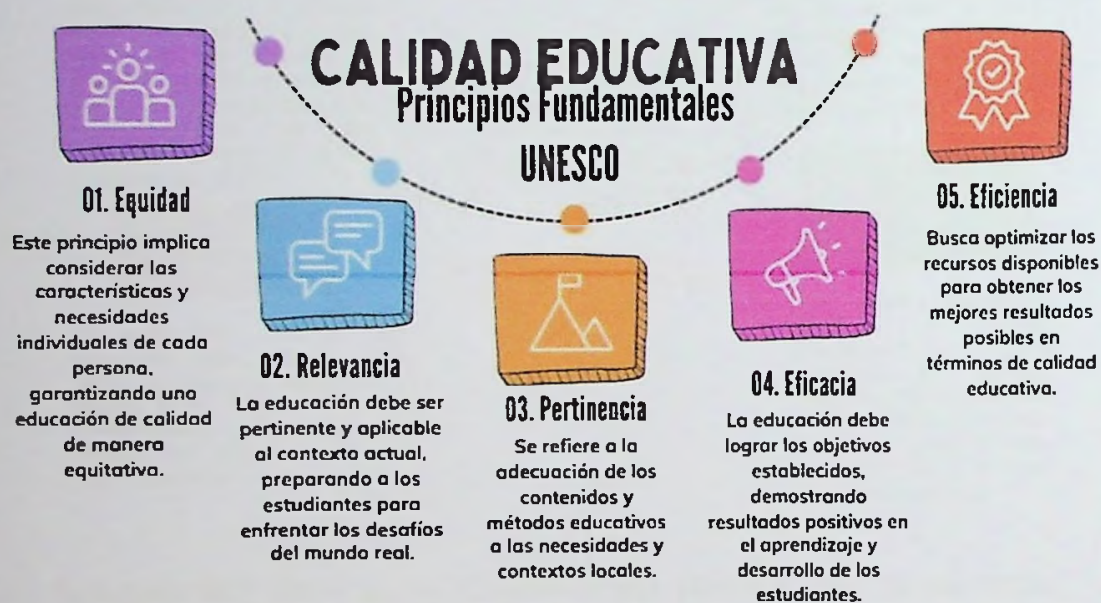 CALIDAD EDUCATIVA
Principios Fundamentales
UNESCO
01. Equidad
Este principio implica
considerar las
características y
necesidades
individuales de cada
persona,
garantizando una
educación de calidad
de manera
equitativa.
02. Relevancia
La educación debe ser
pertinente y aplicable
al contexto actual,
preparando a los
estudiantes para
enfrentar los desafíos
del mundo real.
03. Pertinencia
Se refiere a la
adecuación de los
contenidos y
métodos educativos
a las necesidades y
contextos locales.
04. Eficacia
La educación debe
lograr los objetivos
establecidos,
demostrando
resultados positivos en
el aprendizaje y
desarrollo de los
estudiantes.
05. Eficiencia
Busca optimizar los
recursos disponibles
para obtener los
mejores resultados
posibles en
términos de calidad
educativa.